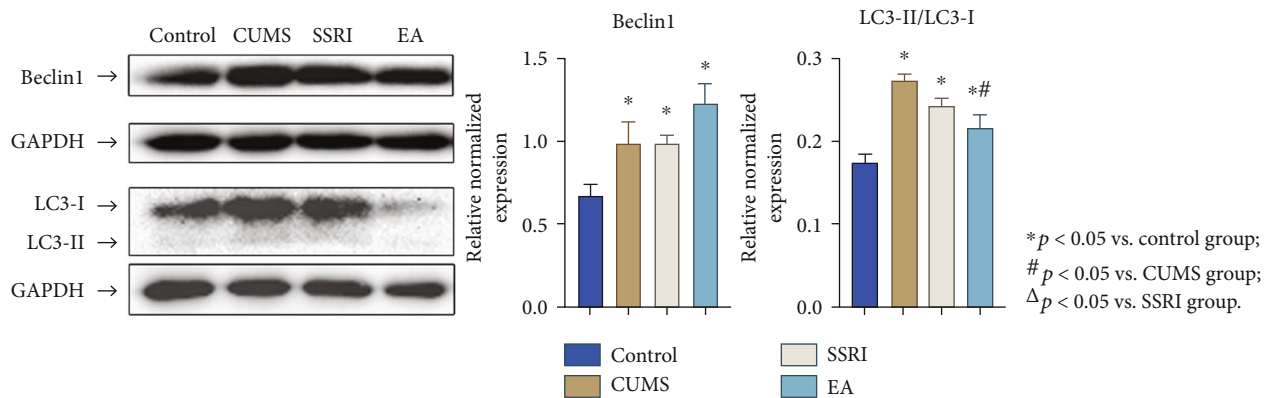 Control CUMS SSRI EA
Beclin1 →
GAPDH →
LC3-I →
LC3-II →
GAPDH →
Beclin1
Relative normalized
expression
1.5
1.0
0.5
0.0
*
*
*
LC3-II/LC3-I
Relative normalized
expression
0.3
0.2
0.1
0.0
*
*
*#
*p < 0.05 vs. control group;
#p < 0.05 vs. CUMS group;
Δp < 0.05 vs. SSRI group.
Control
CUMS
SSRI
EA